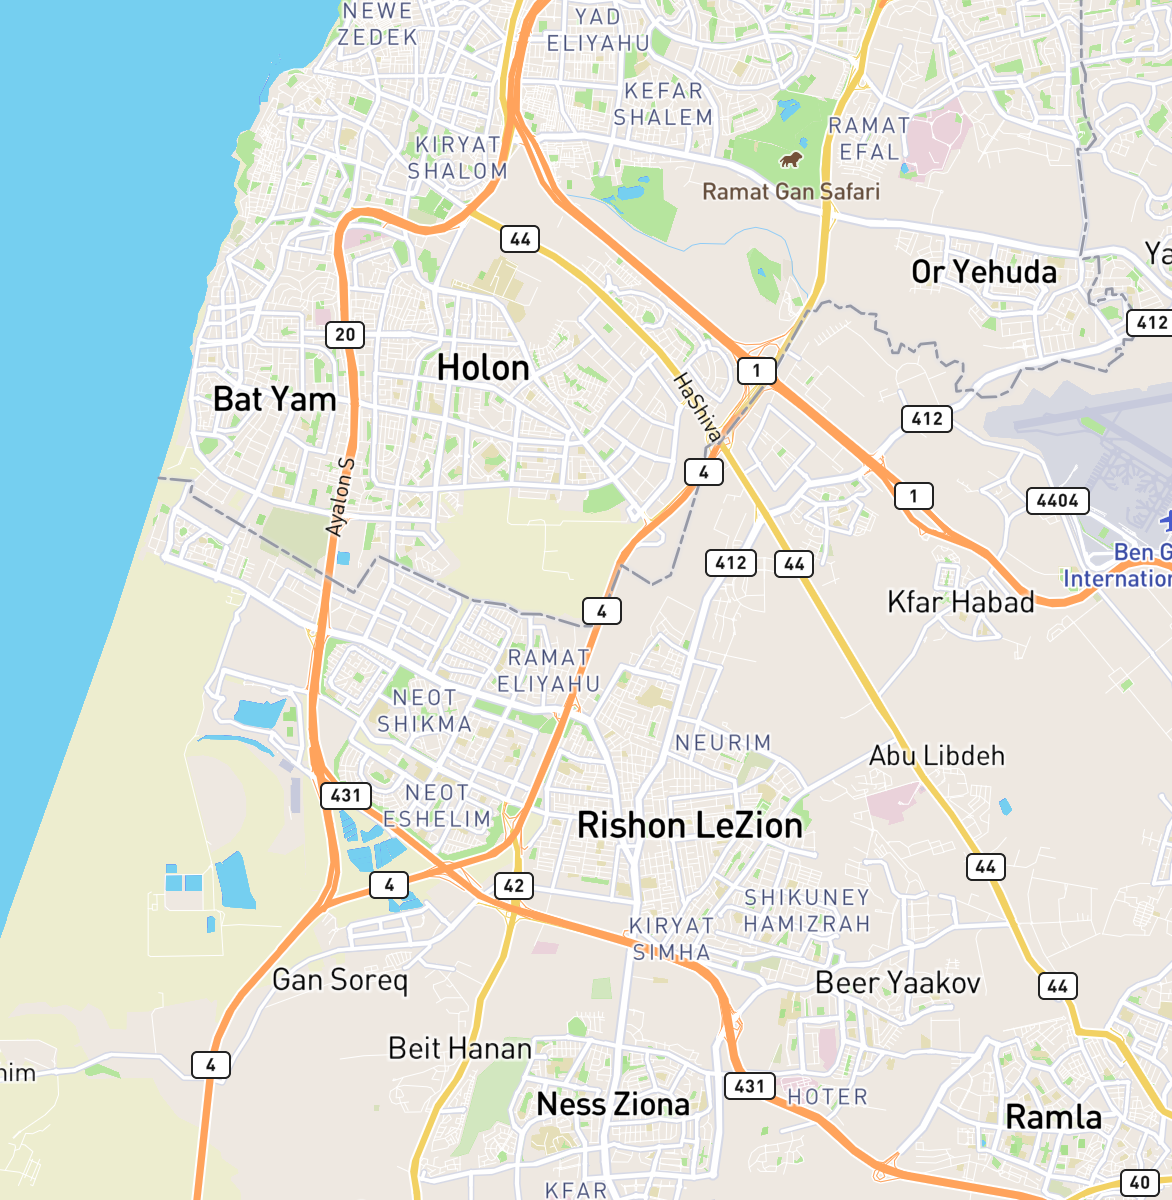 NEWE
ZEDEK
YAD
ELIYAHU
KEFAR
SHALEM
RAMAT
EFAL
KIRYAT
SHALOM
Ramat Gan Safari
44
Or Yehuda
Ya
412
20
Holon
1
Bat Yam
HaShiva
412
4
Ayalon S
1
4404
Ben G
Internation
412
44
4
Kfar Habad
RAMAT
ELIYAHU
NEOT
SHIKMA
NEURIM
Abu Libdeh
431
NEOT
ESHELIM
Rishon LeZion
44
4
42
SHIKUNEY
HAMIZRAH
KIRYAT
SIMHA
Gan Soreq
Beer Yaakov
44
Beit Hanan
4
him
431
HOTER
Ness Ziona
Ramla
KFAR
40